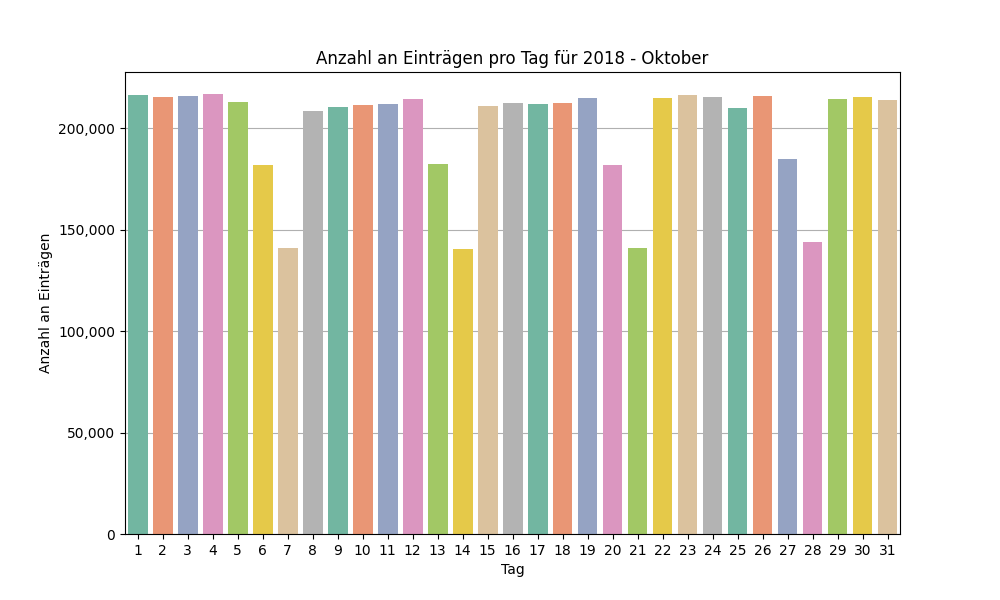 Anzahl an Einträgen pro Tag für 2018 - Oktober
Anzahl an Einträgen
200,000
150,000
100,000
50,000
0
1 2 3 4 5 6 7 8 9 10 11 12 13 14 15 16 17 18 19 20 21 22 23 24 25 26 27 28 29 30 31
Tag